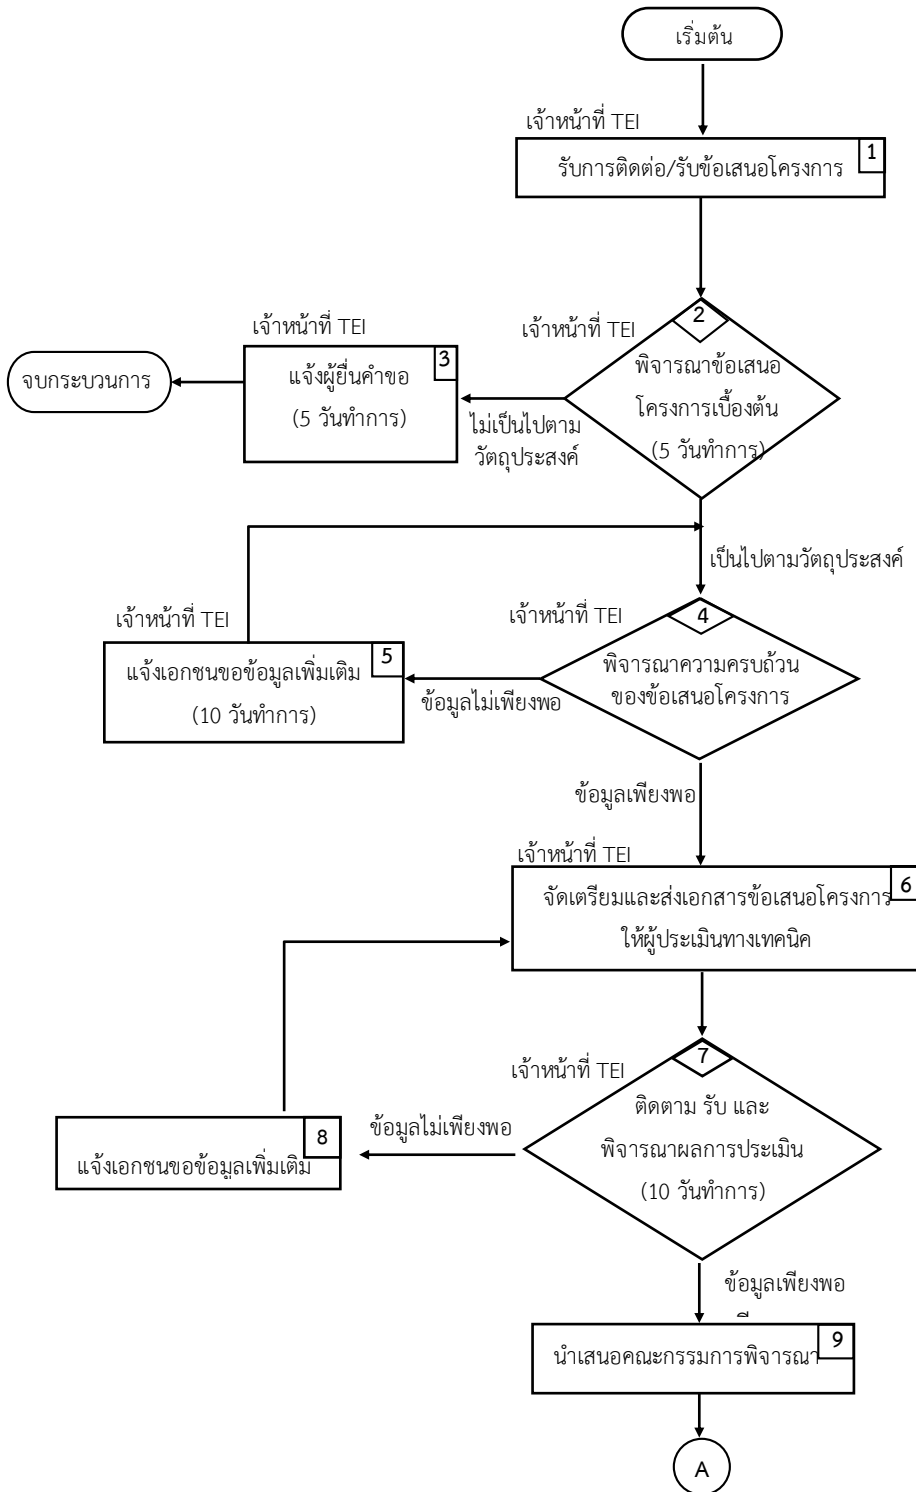 เริ่มต้น
เจ้าหน้าที่ TEI
1
รับการติดต่อ/รับข้อเสนอโครงการ
2
เจ้าหน้าที่ TEI
พิจารณาข้อเสนอ
โครงการเบื้องต้น
(5 วันทำการ)
เจ้าหน้าที่ TEI
3
แจ้งผู้ยื่นคำขอ
(5 วันทำการ)
จบกระบวนการ
ไม่เป็นไปตาม
วัตถุประสงค์
เป็นไปตามวัตถุประสงค์
เจ้าหน้าที่ TEI
4
พิจารณาความครบถ้วน
ของข้อเสนอโครงการ
เจ้าหน้าที่ TEI
5
แจ้งเอกชนขอข้อมูลเพิ่มเติม
(10 วันทำการ)
ข้อมูลไม่เพียงพอ
ข้อมูลเพียงพอ
เจ้าหน้าที่ TEI
6
จัดเตรียมและส่งเอกสารข้อเสนอโครงการ
ให้ผู้ประเมินทางเทคนิค
7
เจ้าหน้าที่ TEI
ติดตาม รับ และ
พิจารณาผลการประเมิน
(10 วันทำการ)
ข้อมูลไม่เพียงพอ
8
แจ้งเอกชนขอข้อมูลเพิ่มเติม
ข้อมูลเพียงพอ
9
นำเสนอคณะกรรมการพิจารณา
A